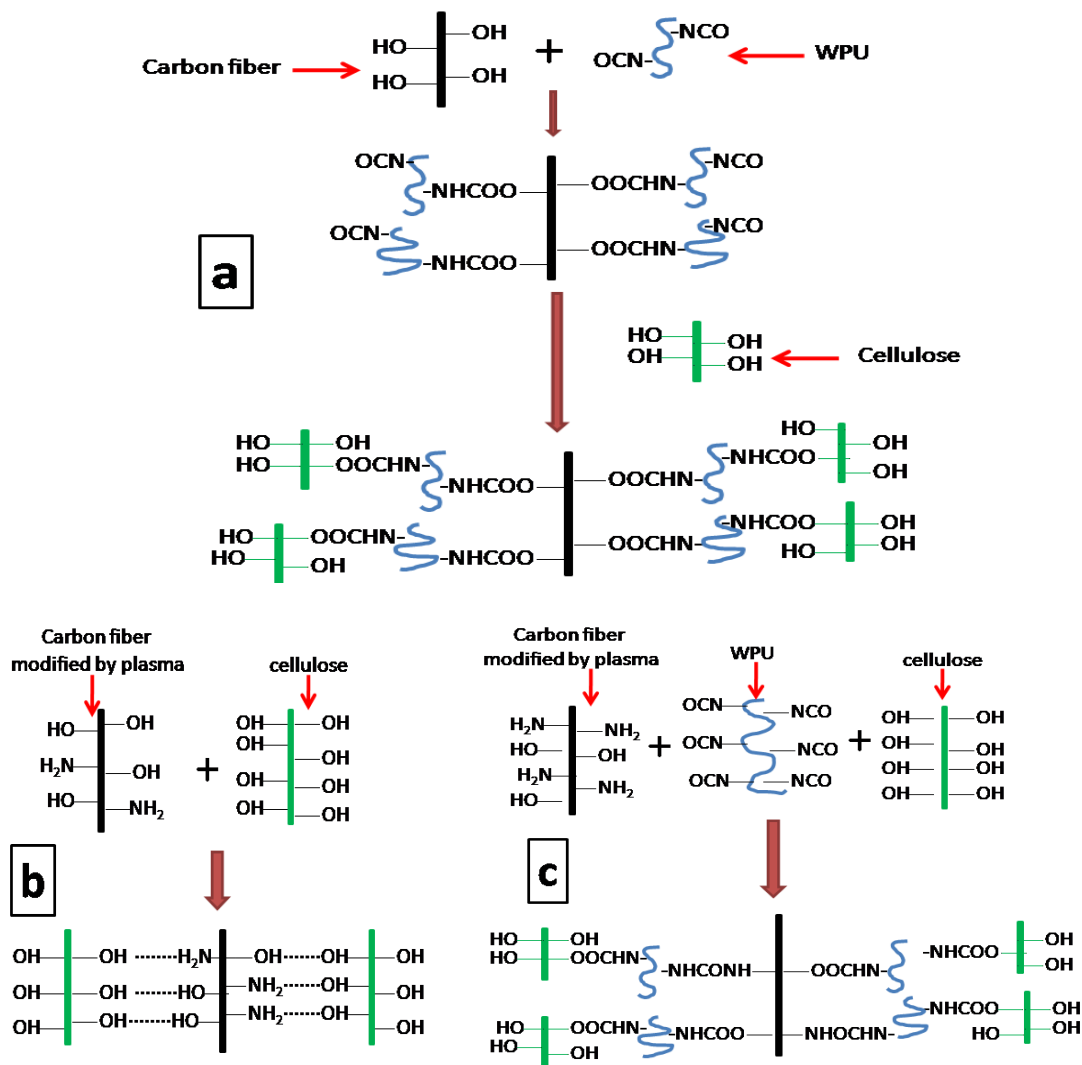 HO
OH
HO
OH
Carbon fiber
+
NCO
OCN
WPU
OCN
NHCOO
OOCHN
NCO
OCN
NHCOO
OOCHN
NCO
a
HO
OH
OH
OH
Cellulose
HO
OH
HO
OOCHN
NHCOO
OOCHN
NHCOO
HO
OH
OH
HO
HO
OOCHN
OH
NHCOO
OOCHN
NHCOO
HO
OH
OH
Carbon fiber
modified by plasma
cellulose
HO
OH
H₂N
OH
HO
NH₂
+
OH
OH
OH
OH
OH
OH
OH
OH
b
OH
OH
H₂N
OH
OH
OH
OH
OH
HO
NH₂
OH
OH
OH
OH
HO
NH₂
OH
OH
Carbon fiber
modified by plasma
WPU
cellulose
H₂N
NH₂
HO
OH
H₂N
NH₂
HO
+
OCN
NCO
OCN
NCO
OCN
NCO
+
OH
OH
OH
OH
OH
OH
OH
OH
c
HO
OH
HO
OOCHN
NHCONH
OOCHN
NHCOO
OH
OH
HO
OOCHN
HO
NHCOO
NHOCHN
NHCOO
OH
HO
OH